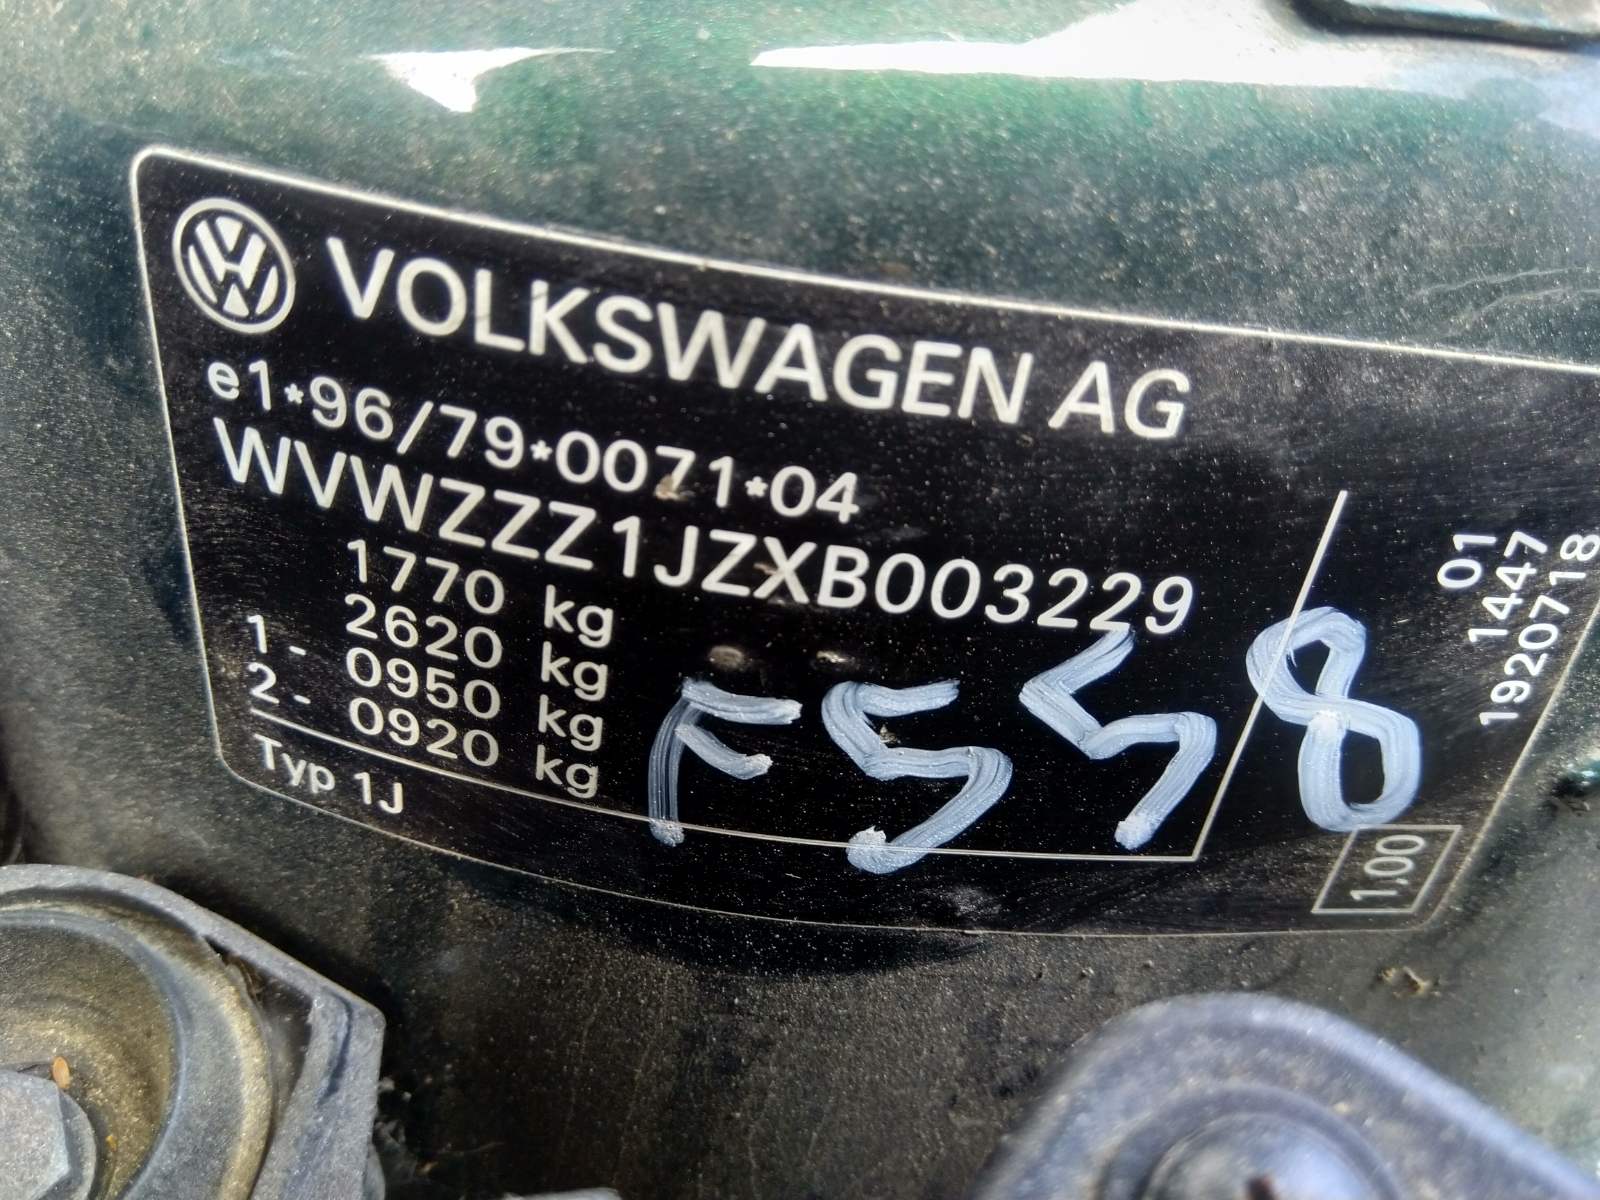 VOLKSWAGEN AG
e1*96/79*0071*04
WVWZZZ1JZXB003229
1770 kg
2620 kg
1- 0950 kg
2- 0920 kg
Typ 1J
F558
01
1447
1920718
1,00